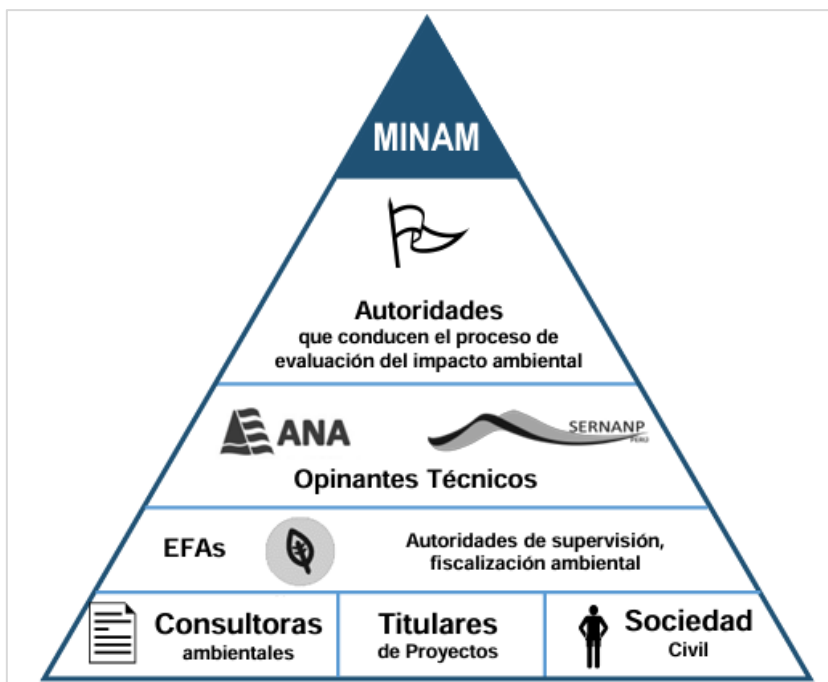 MINAM
Autoridades
que conducen el proceso de
evaluación del impacto ambiental
ANA
SERNANP
PERÚ
Opinantes Técnicos
EFAs
Autoridades de supervisión,
fiscalización ambiental
Consultoras
ambientales
Titulares
de Proyectos
Sociedad
Civil